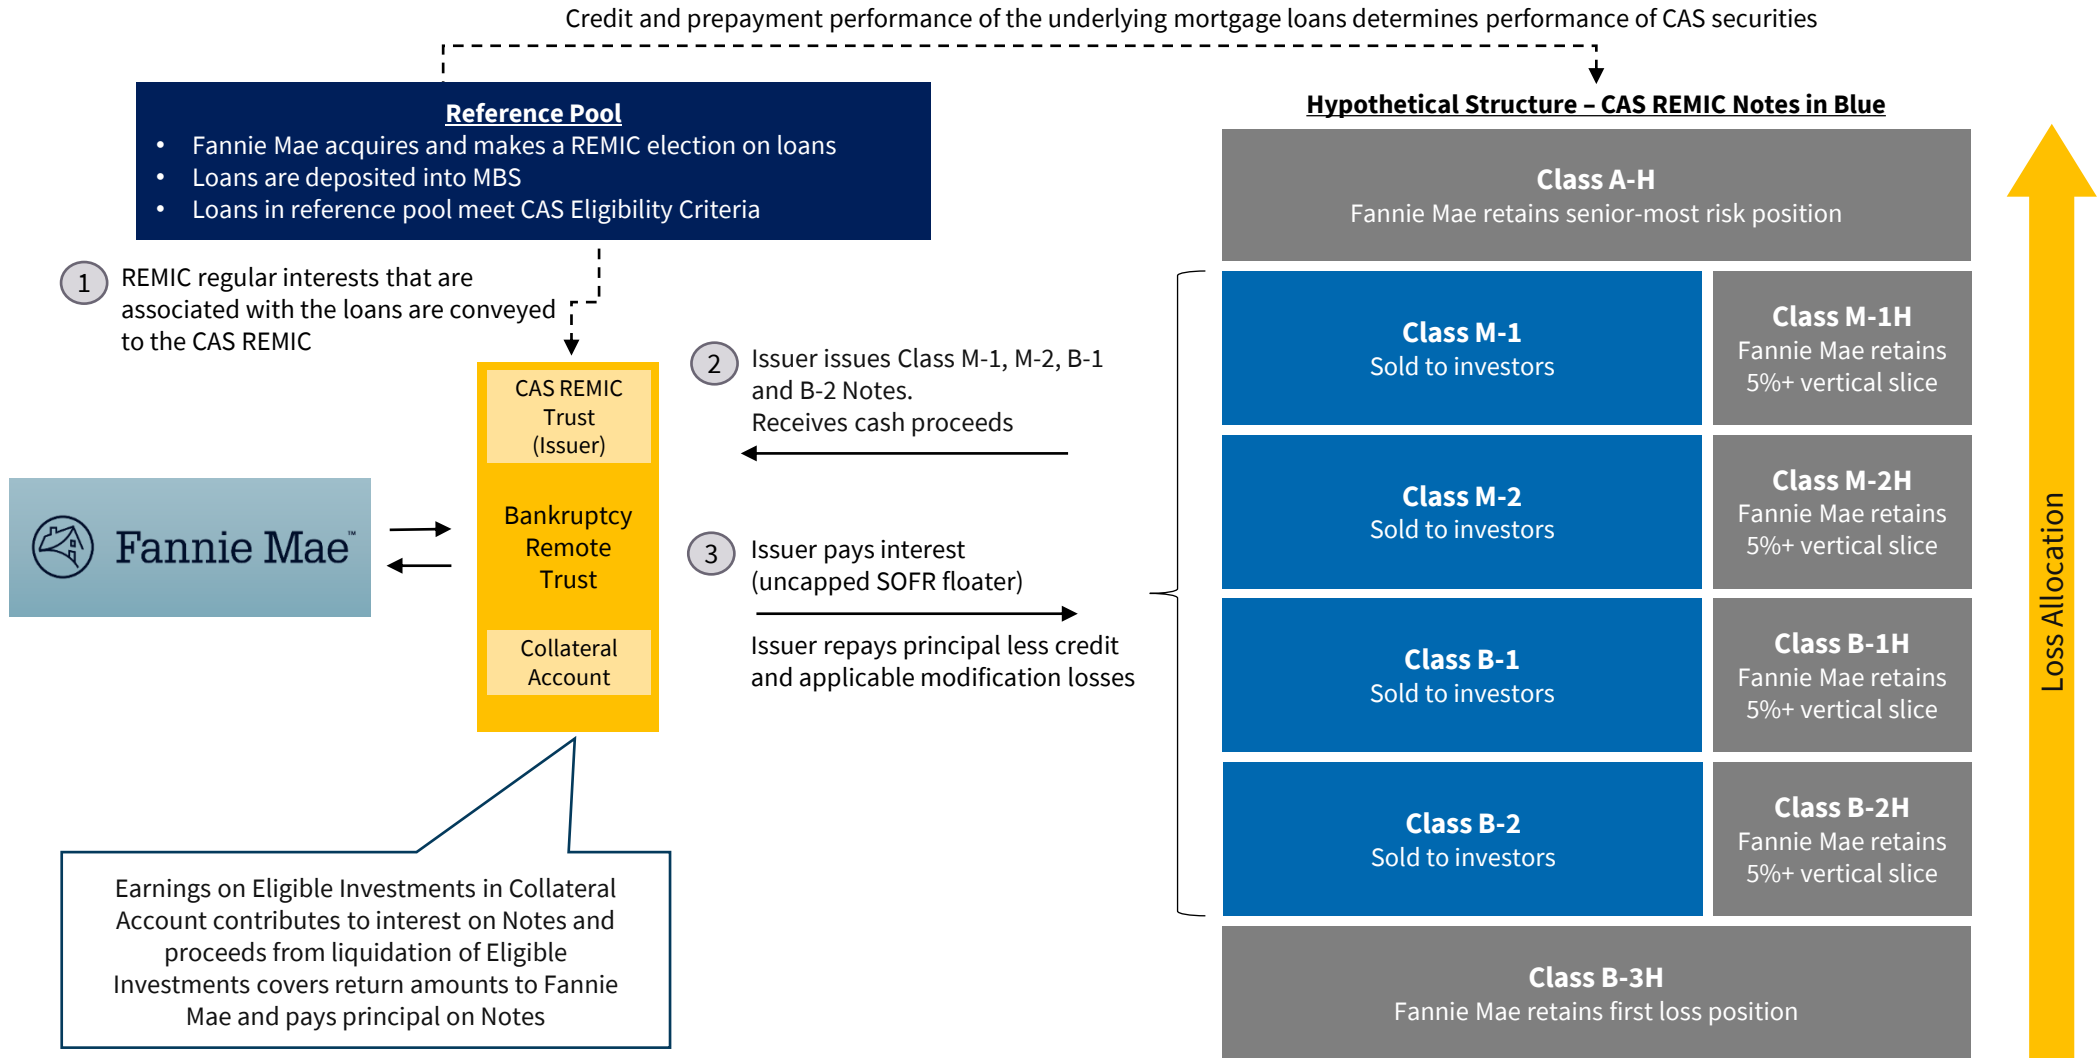 Credit and prepayment performance of the underlying mortgage loans determines performance of CAS securities
Reference Pool
• Fannie Mae acquires and makes a REMIC election on loans
• Loans are deposited into MBS
• Loans in reference pool meet CAS Eligibility Criteria
1
REMIC regular interests that are
associated with the loans are conveyed
to the CAS REMIC
CAS REMIC
Trust
(Issuer)
Bankruptcy
Remote
Trust
Collateral
Account
Fannie Mae™
2
Issuer issues Class M-1, M-2, B-1
and B-2 Notes.
Receives cash proceeds
3
Issuer pays interest
(uncapped SOFR floater)
Issuer repays principal less credit
and applicable modification losses
Earnings on Eligible Investments in Collateral
Account contributes to interest on Notes and
proceeds from liquidation of Eligible
Investments covers return amounts to Fannie
Mae and pays principal on Notes
Hypothetical Structure – CAS REMIC Notes in Blue
Class A-H
Fannie Mae retains senior-most risk position
Class M-1
Sold to investors
Class M-1H
Fannie Mae retains
5%+ vertical slice
Class M-2
Sold to investors
Class M-2H
Fannie Mae retains
5%+ vertical slice
Class B-1
Sold to investors
Class B-1H
Fannie Mae retains
5%+ vertical slice
Class B-2
Sold to investors
Class B-2H
Fannie Mae retains
5%+ vertical slice
Class B-3H
Fannie Mae retains first loss position
Loss Allocation